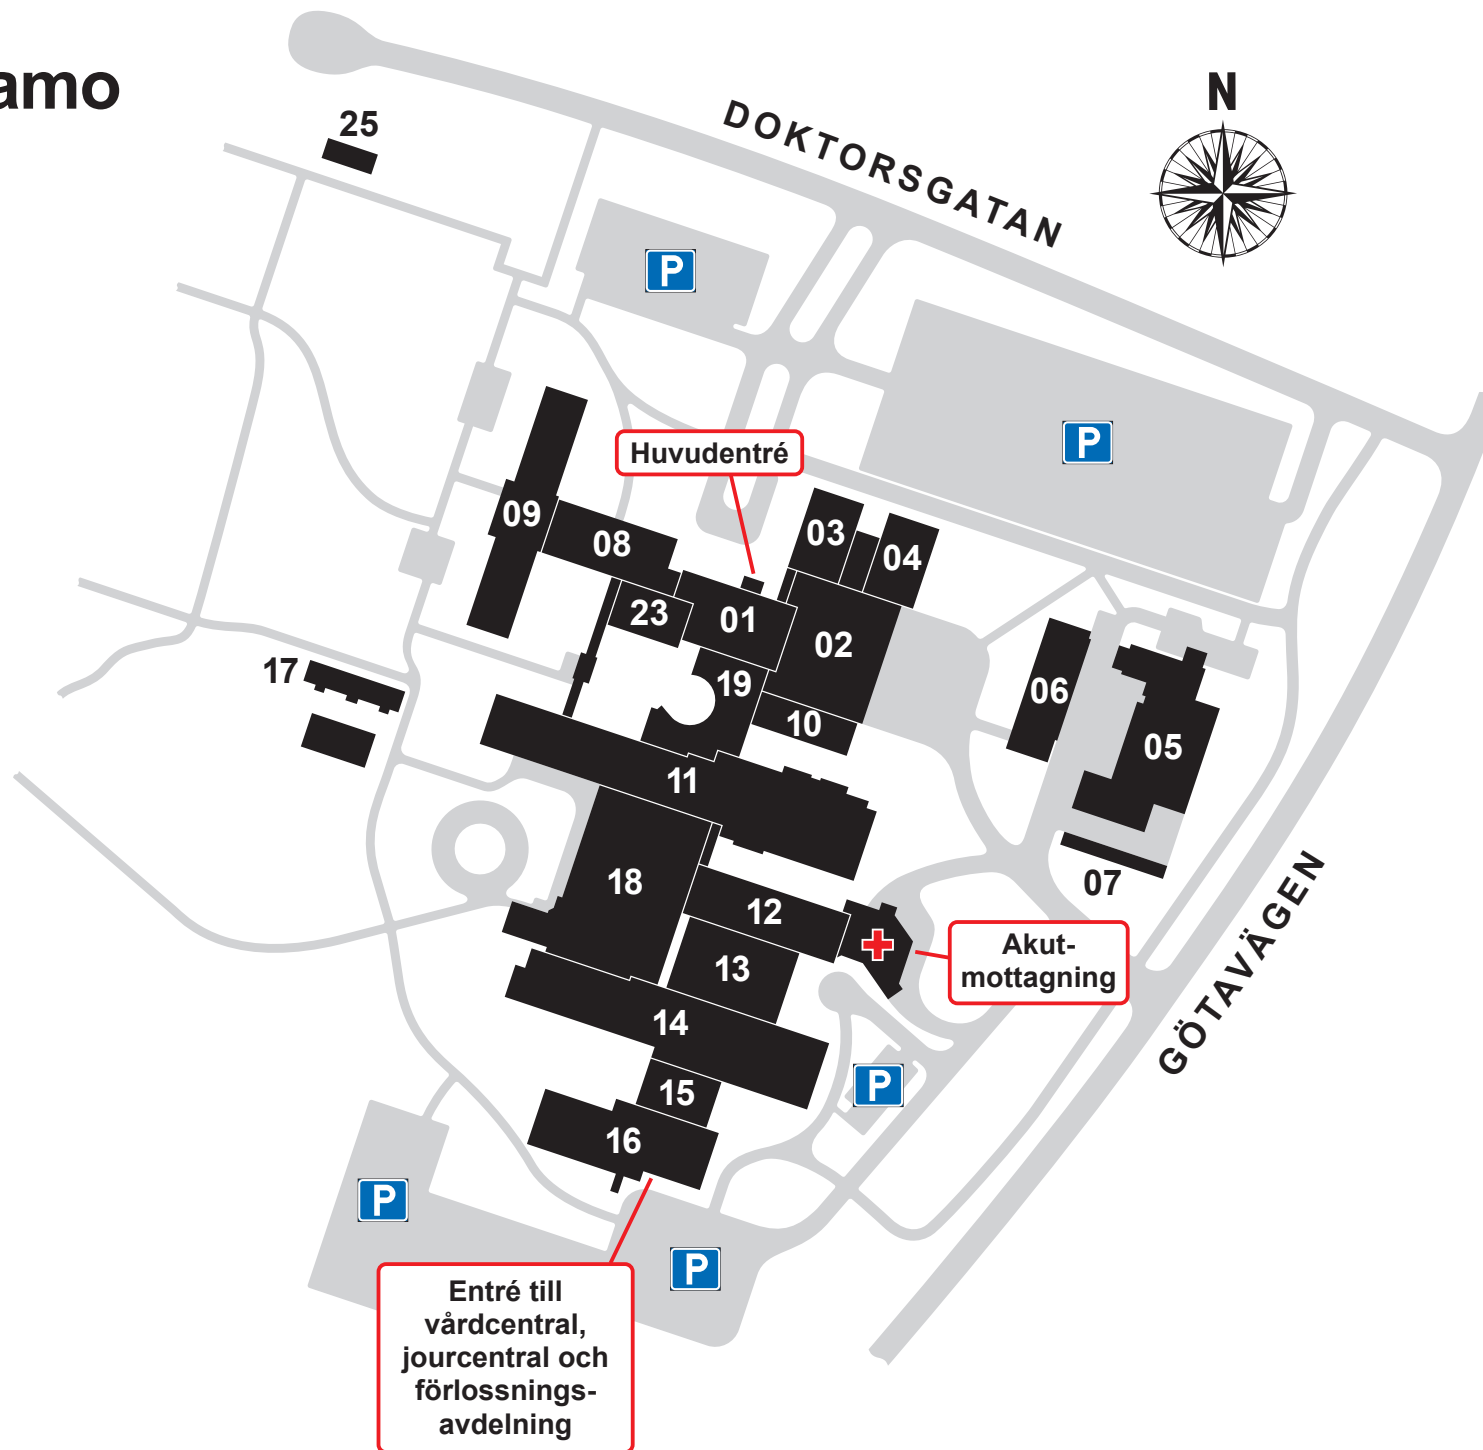 amo
25
DOKTORSGATAN
N
P
P
Huvudentré
09
08
03
04
23
01
02
17
19
06
10
05
11
18
07
12
Akut-
mottagning
13
GÖTAVÄGEN
14
P
15
16
P
P
Entré till
vårdcentral,
jourcentral och
förlossnings-
avdelning